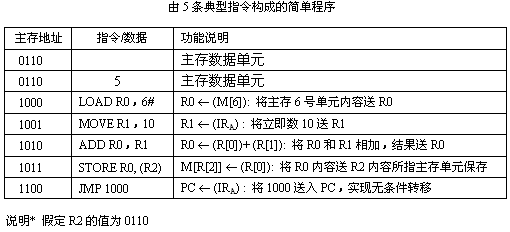 由 5 条典型指令构成的简单程序
主存地址 指令/数据 功能说明
0110 主存数据单元
0110 5 主存数据单元
1000 LOAD R0，6# R0 ← (M[6]): 将主存 6 号单元内容送 R0
1001 MOVE R1，10 R1 ← (IRA): 将立即数 10 送 R1
1010 ADD R0，R1 R0 ← (R[0])+(R[1]): 将 R0 和 R1 相加，结果送 R0
1011 STORE R0, (R2) M[R[2]] ← (R[0]): 将 R0 内容送 R2 内容所指主存单元保存
1100 JMP 1000 PC ← (IRA) : 将 1000 送入 PC，实现无条件转移
说明* 假定 R2 的值为 0110